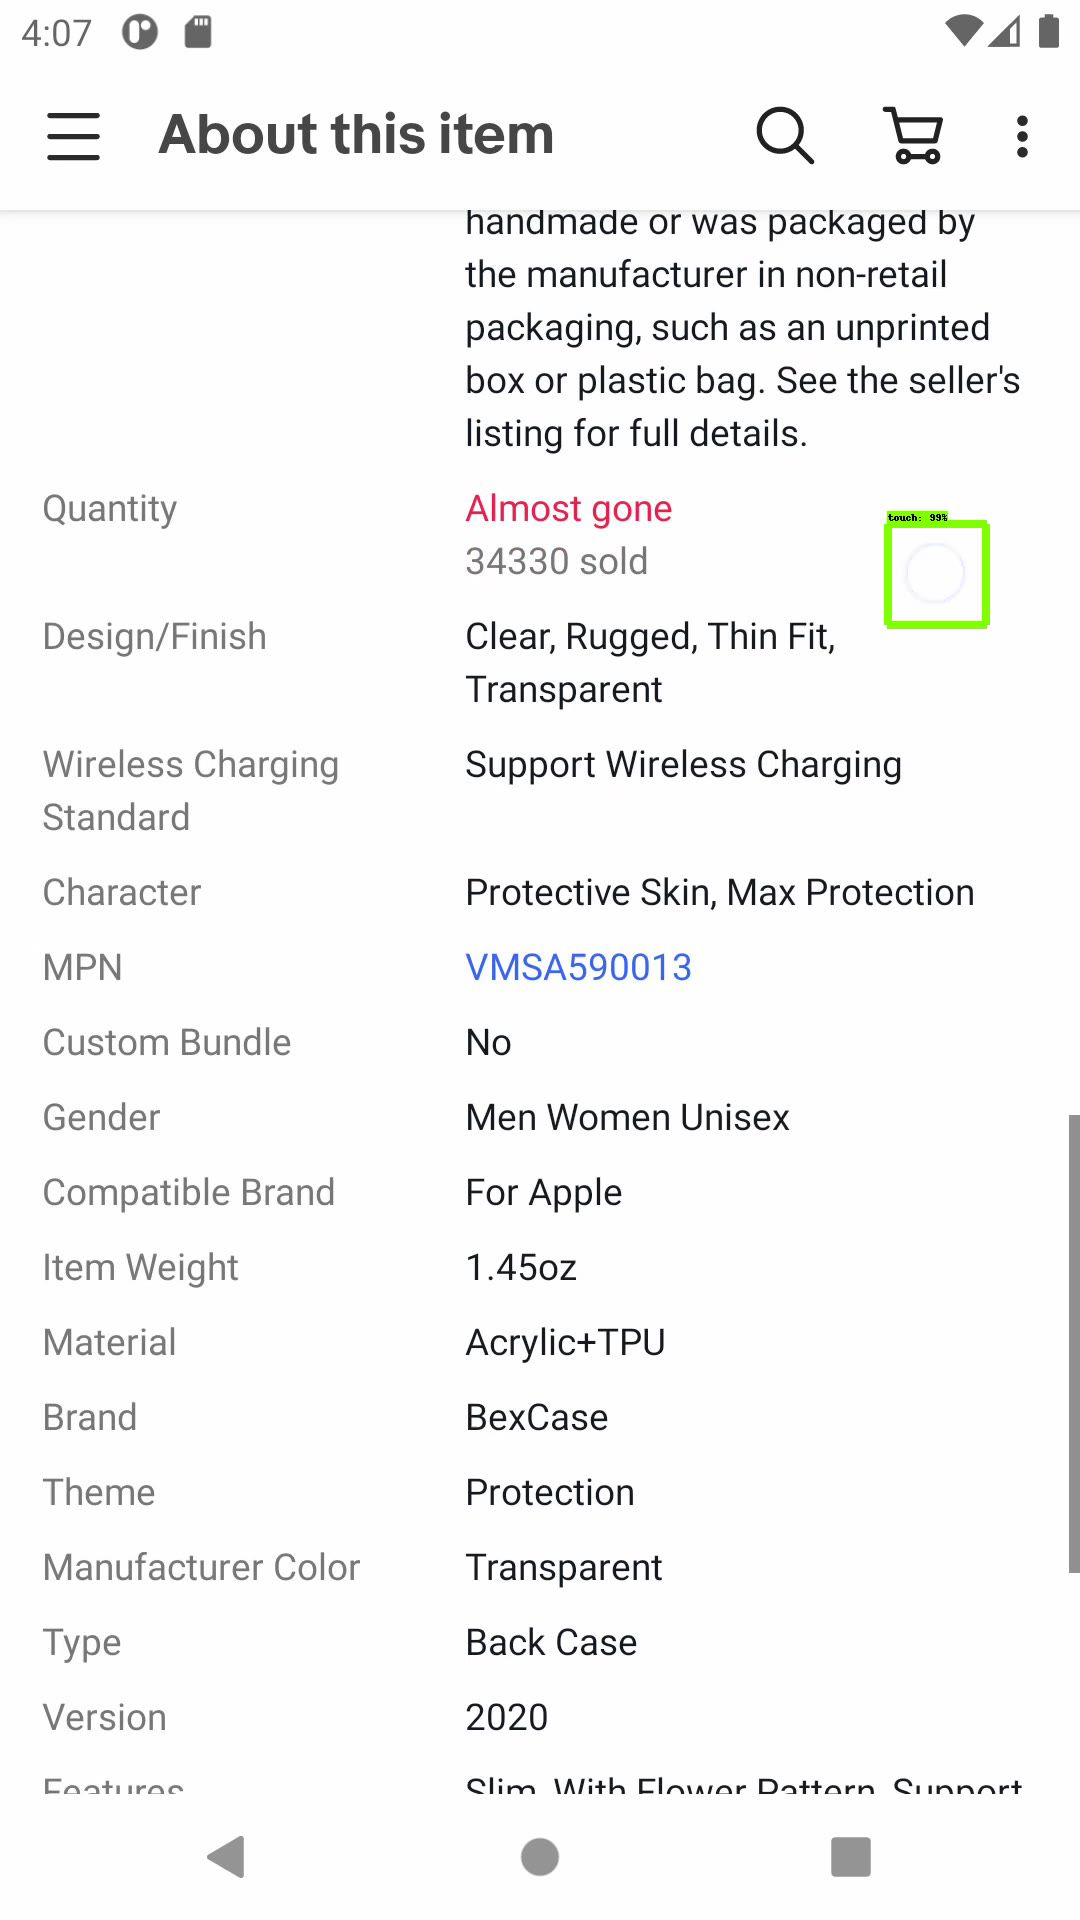 4:07
About this item
handmade or was packaged by
the manufacturer in non-retail
packaging, such as an unprinted
box or plastic bag. See the seller's
listing for full details.
Quantity Almost gone
34330 sold
touch: 99%
Design/Finish Clear, Rugged, Thin Fit,
Transparent
Wireless Charging Support Wireless Charging
Standard
Character Protective Skin, Max Protection
MPN VMSA590013
Custom Bundle No
Gender Men Women Unisex
Compatible Brand For Apple
Item Weight 1.45oz
Material Acrylic+TPU
Brand BexCase
Theme Protection
Manufacturer Color Transparent
Type Back Case
Version 2020
Features Slim, With Flower Pattern, Support